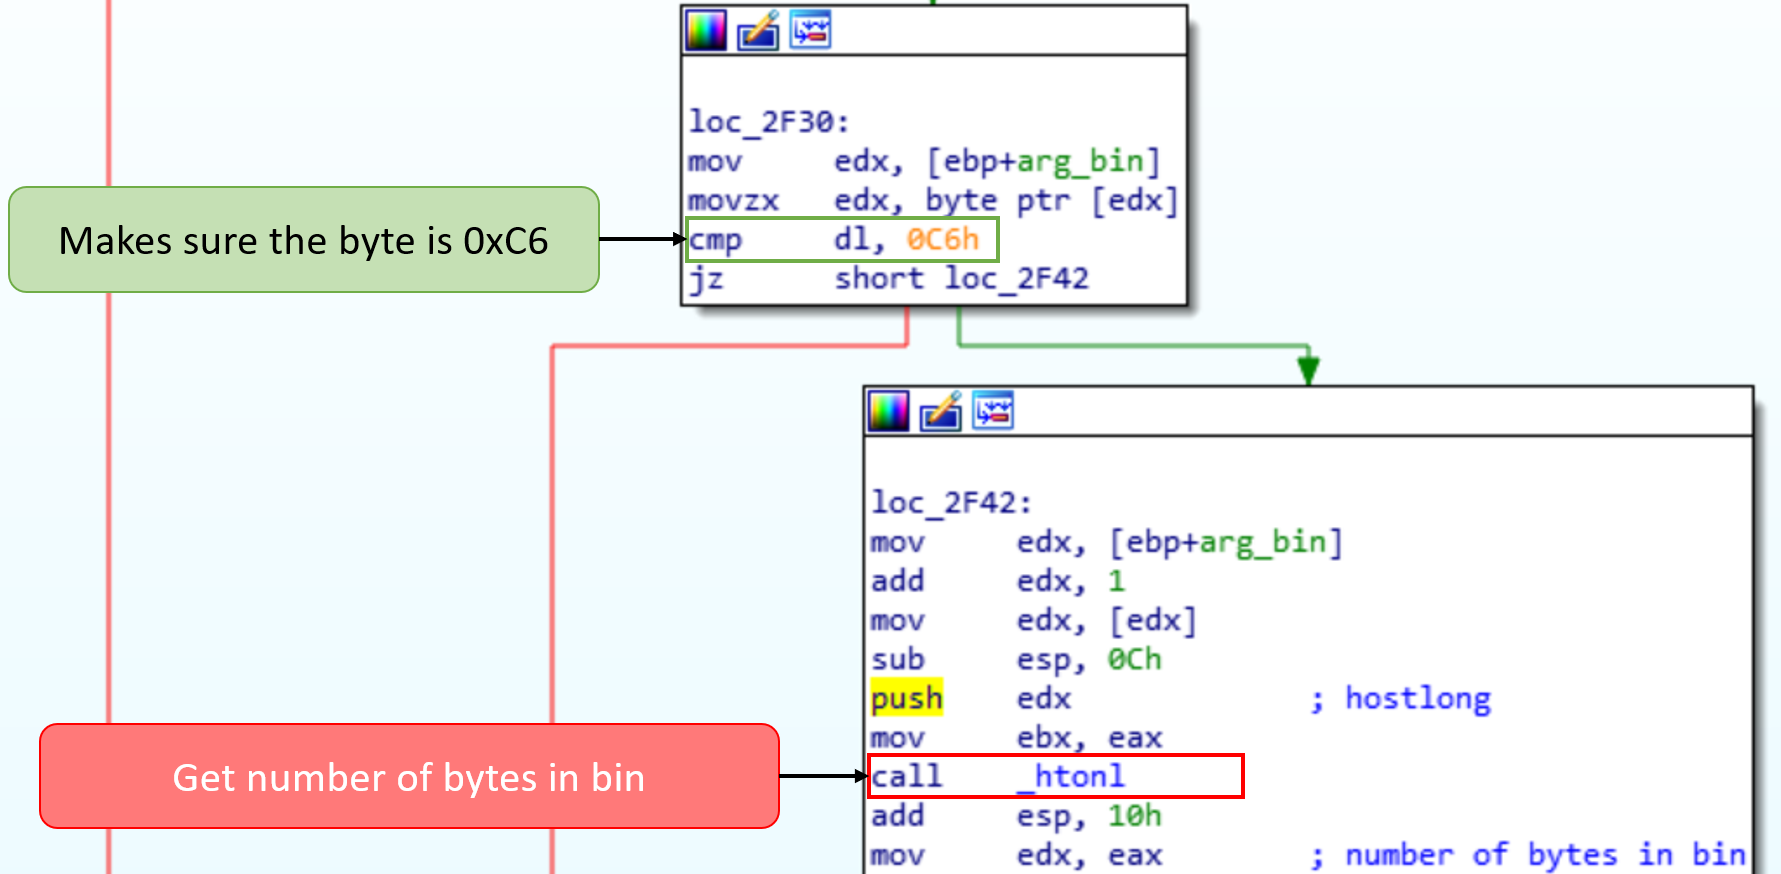 loc_2F30:
mov edx, [ebp+arg_bin]
movzx edx, byte ptr [edx]
Makes sure the byte is 0xC6
cmp dl, 0C6h
jz short loc_2F42
loc_2F42:
mov edx, [ebp+arg_bin]
add edx, 1
mov edx, [edx]
sub esp, 0Ch
push edx ; hostlong
mov ebx, eax
Get number of bytes in bin
call _htonl
add esp, 10h
mov edx, eax ; number of bytes in bin